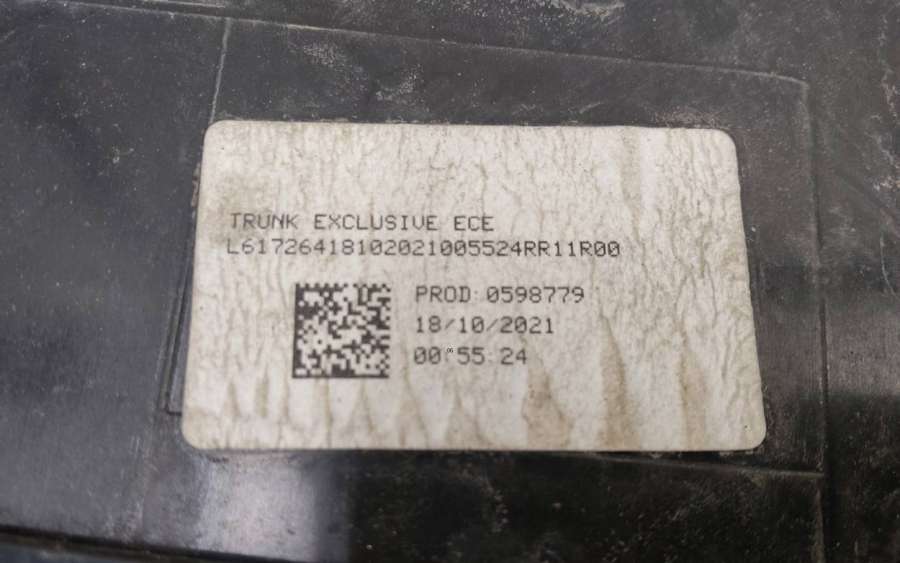 TRUNK EXCLUSIVE ECE
L61726418102021005524RR11R00
PROD:0598779
18/10/2021
00:55:24